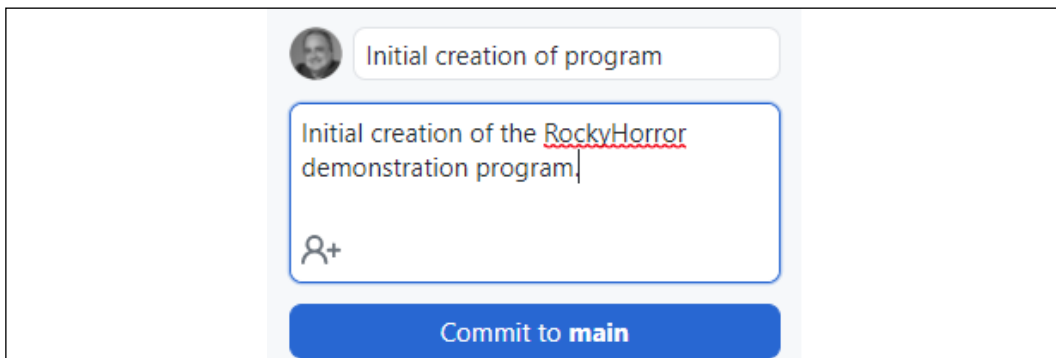 Initial creation of program
Initial creation of the RockyHorror
demonstration program.
Commit to main